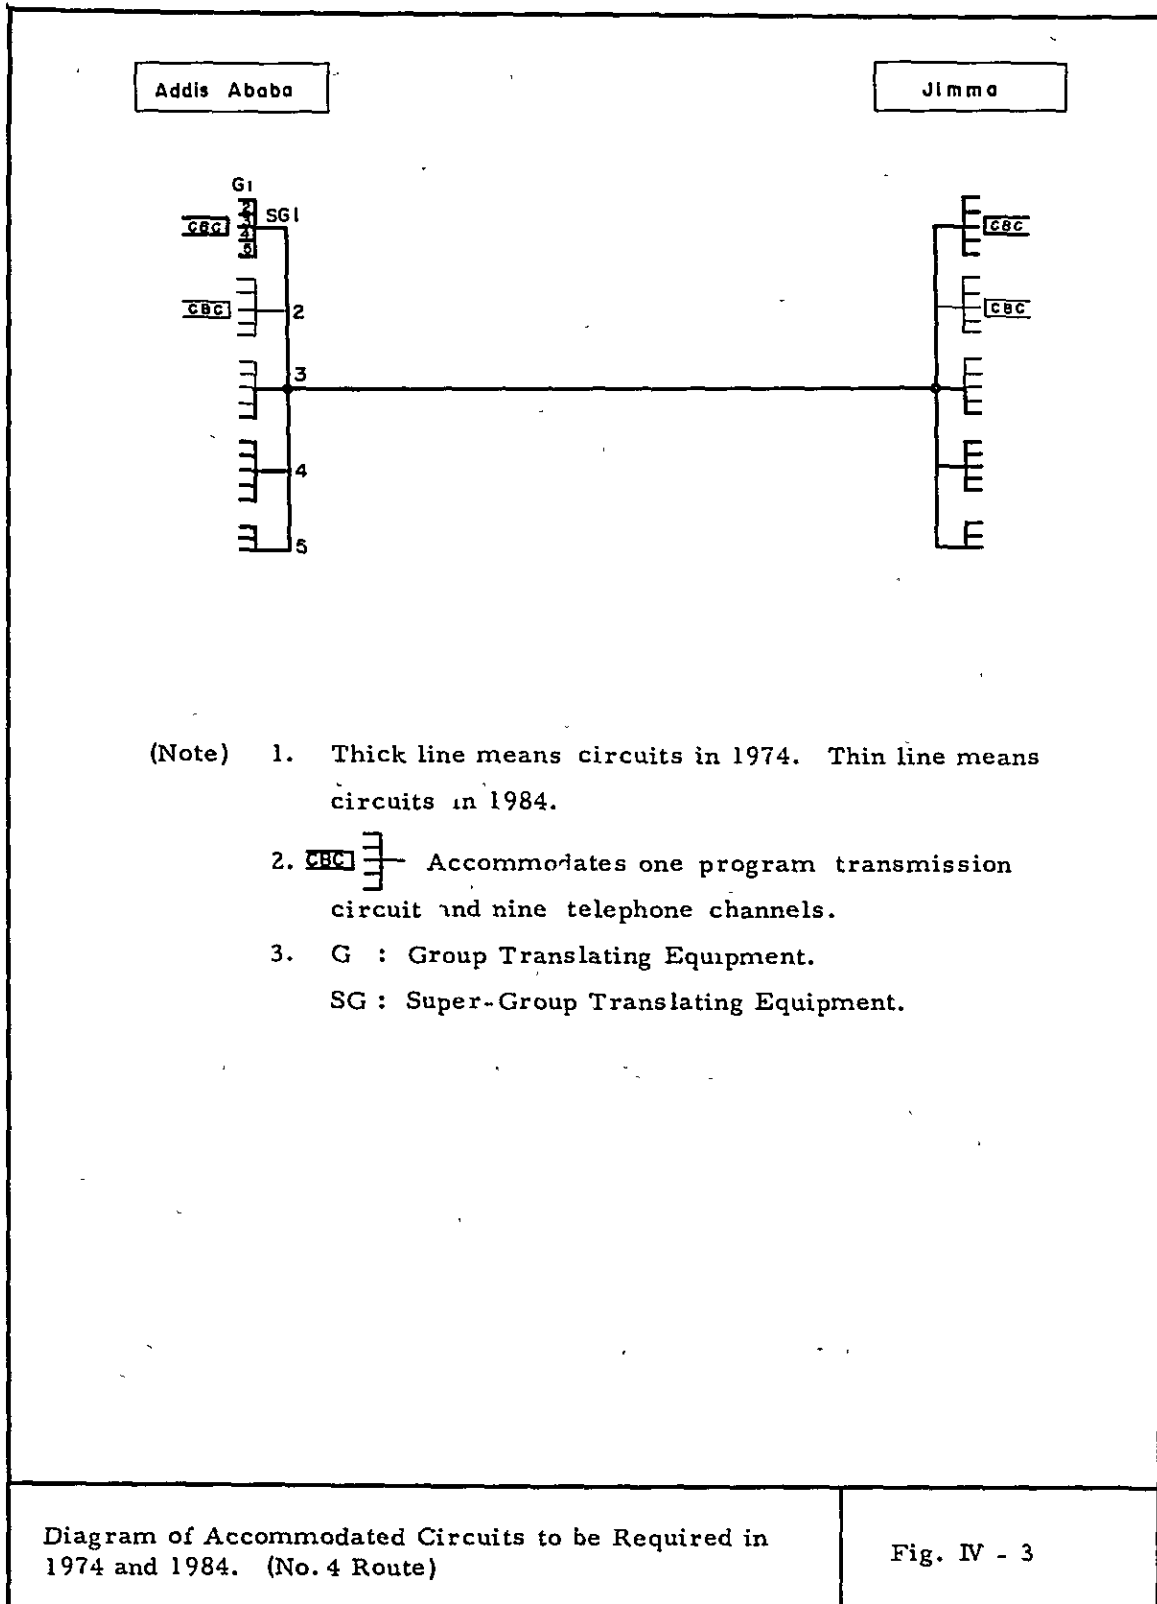 Addis Ababa
Jimma
G1
2
3
4
5
SG1
CBC
CBC
CBC
2
CBC
3
4
5
(Note) 1. Thick line means circuits in 1974. Thin line means
circuits in 1984.
2. CBC Accommodates one program transmission
circuit and nine telephone channels.
3. G : Group Translating Equipment.
SG : Super-Group Translating Equipment.
Diagram of Accommodated Circuits to be Required in
1974 and 1984. (No. 4 Route)
Fig. IV - 3